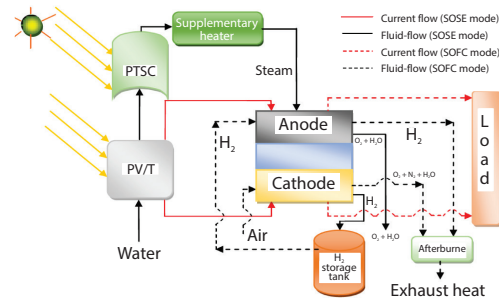 Supplementary
heater
Current flow (SOSE mode)
Fluid-flow (SOSE mode)
Current flow (SOFC mode)
Fluid-flow (SOFC mode)
PTSC
Steam
H₂
Anode
H₂
Load
O₂ + H₂O
PV/T
Cathode
O₂ + N₂ + H₂O
H₂
Water
Air
O₂ + H₂O
Afterburne
H₂
storage
tank
Exhaust heat